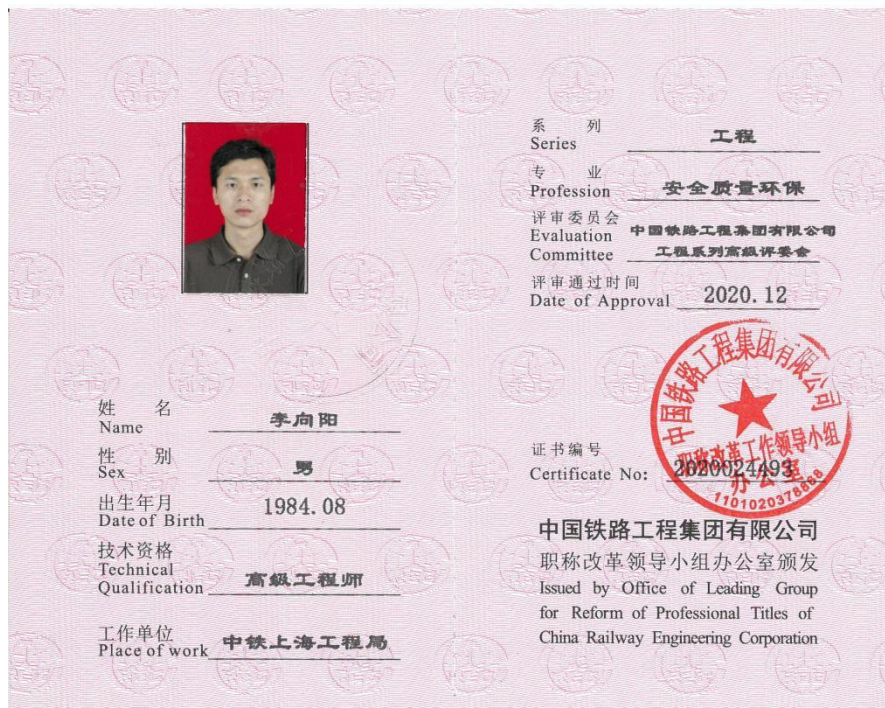 姓 名
Name 李向阳
性 别
Sex 男
出生年月
Date of Birth 1984.08
技术资格
Technical
Qualification 高级工程师
工作单位
Place of work 中铁上海工程局
系 列
Series 工程
专 业
Profession 安全质量环保
评审委员会
Evaluation 中国铁路工程集团有限公司
Committee 工程系列高级评委会
评审通过时间
Date of Approval 2020.12
中国铁路工程集团有限公司
职称改革工作领导小组
办公室
1101020378888
证书编号
Certificate No: 2020024493
中国铁路工程集团有限公司
职称改革领导小组办公室颁发
Issued by Office of Leading Group
for Reform of Professional Titles of
China Railway Engineering Corporation